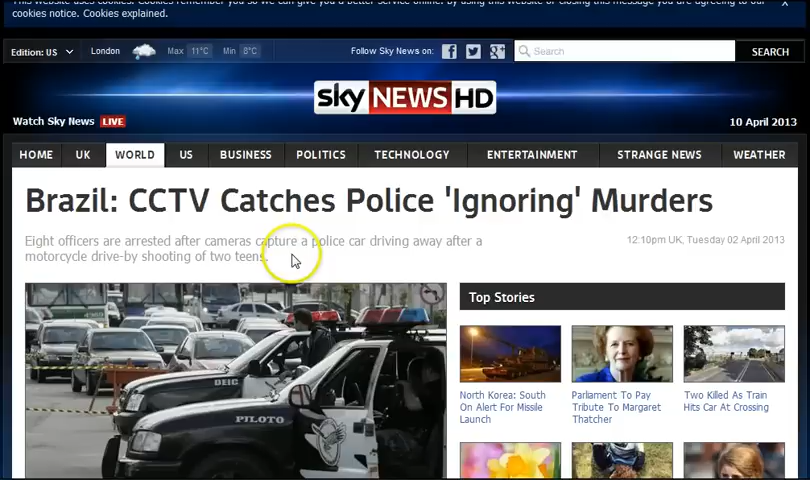 This website uses cookies. Cookies remember you so we can give you a better service online. By using this website or closing this message you are agreeing to our
cookies notice. Cookies explained.
X
Edition: US
London
Max 11°C
Min 8°C
Follow Sky News on:
Search
SEARCH
sky NEWS HD
Watch Sky News LIVE
10 April 2013
HOME UK WORLD US BUSINESS POLITICS TECHNOLOGY ENTERTAINMENT STRANGE NEWS WEATHER
Brazil: CCTV Catches Police 'Ignoring' Murders
Eight officers are arrested after cameras capture a police car driving away after a
motorcycle drive-by shooting of two teens.
12:10pm UK, Tuesday 02 April 2013
DEIC
PILOTO
Top Stories
North Korea: South
On Alert For Missile
Launch
Parliament To Pay
Tribute To Margaret
Thatcher
Two Killed As Train
Hits Car At Crossing